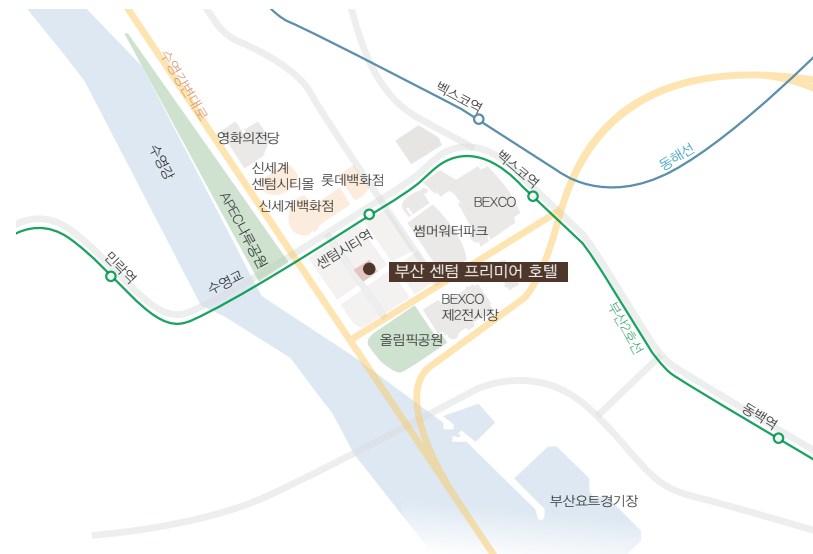 수영강변대로
벡스코역
동해선
영화의전당
수영강
신세계
센텀시티몰
롯데백화점
벡스코역
신세계백화점
APEC나루공원
BEXCO
썸머워터파크
센텀시티역
민락역
수영교
부산 센텀 프리미어 호텔
BEXCO
제2전시장
부산2호선
올림픽공원
동백역
부산요트경기장